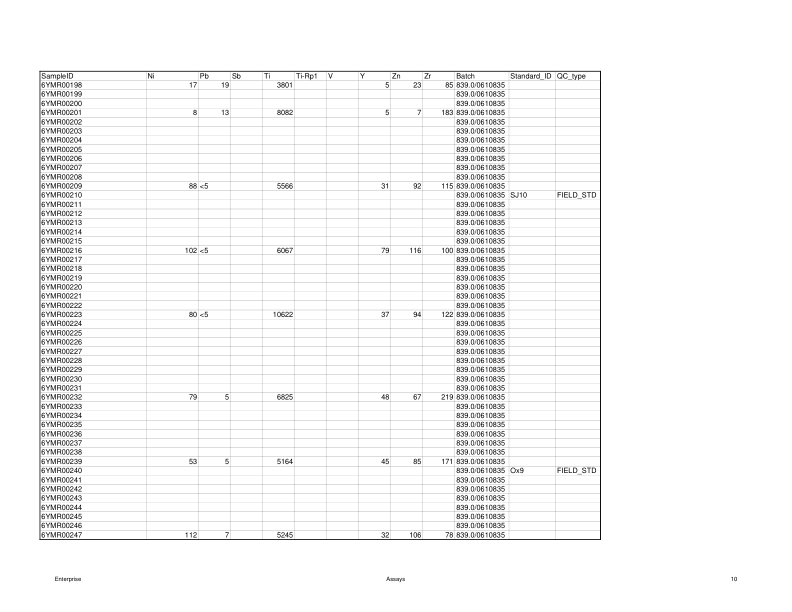 SampleID Ni Pb Sb Ti Ti-Rp1 V Y Zn Zr Batch Standard_ID QC_type
6YMR00198 17 19 3801 5 23 85 839.0/0610835
6YMR00199 839.0/0610835
6YMR00200 839.0/0610835
6YMR00201 8 13 8082 5 7 183 839.0/0610835
6YMR00202 839.0/0610835
6YMR00203 839.0/0610835
6YMR00204 839.0/0610835
6YMR00205 839.0/0610835
6YMR00206 839.0/0610835
6YMR00207 839.0/0610835
6YMR00208 839.0/0610835
6YMR00209 88 <5 5566 31 92 115 839.0/0610835
6YMR00210 839.0/0610835 SJ10 FIELD_STD
6YMR00211 839.0/0610835
6YMR00212 839.0/0610835
6YMR00213 839.0/0610835
6YMR00214 839.0/0610835
6YMR00215 839.0/0610835
6YMR00216 102 <5 6067 79 116 100 839.0/0610835
6YMR00217 839.0/0610835
6YMR00218 839.0/0610835
6YMR00219 839.0/0610835
6YMR00220 839.0/0610835
6YMR00221 839.0/0610835
6YMR00222 839.0/0610835
6YMR00223 80 <5 10622 37 94 122 839.0/0610835
6YMR00224 839.0/0610835
6YMR00225 839.0/0610835
6YMR00226 839.0/0610835
6YMR00227 839.0/0610835
6YMR00228 839.0/0610835
6YMR00229 839.0/0610835
6YMR00230 839.0/0610835
6YMR00231 839.0/0610835
6YMR00232 79 5 6825 48 67 219 839.0/0610835
6YMR00233 839.0/0610835
6YMR00234 839.0/0610835
6YMR00235 839.0/0610835
6YMR00236 839.0/0610835
6YMR00237 839.0/0610835
6YMR00238 839.0/0610835
6YMR00239 53 5 5164 45 85 171 839.0/0610835
6YMR00240 839.0/0610835 Ox9 FIELD_STD
6YMR00241 839.0/0610835
6YMR00242 839.0/0610835
6YMR00243 839.0/0610835
6YMR00244 839.0/0610835
6YMR00245 839.0/0610835
6YMR00246 839.0/0610835
6YMR00247 112 7 5245 32 106 78 839.0/0610835
Enterprise Assays 10